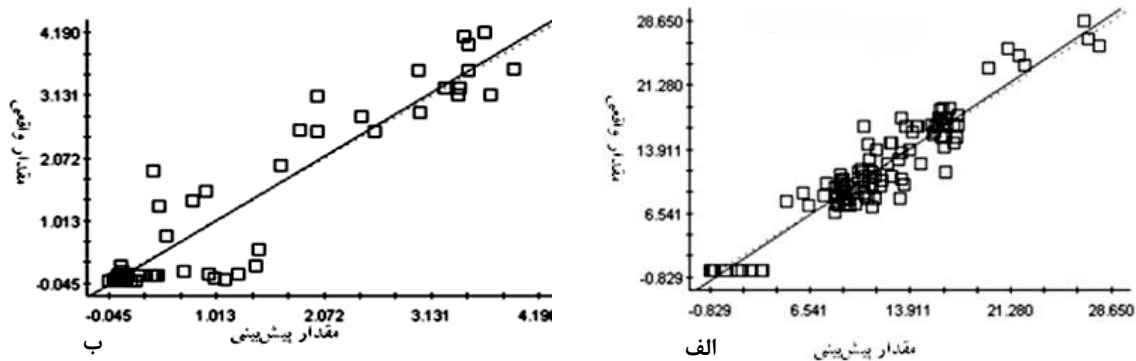 4.190
3.131
2.072
1.013
-0.045
مقدار واقعی
-0.045 1.013 2.072 3.131 4.190
مقدار پیش‌بینی
ب
28.650
21.280
13.911
6.541
-0.829
مقدار واقعی
-0.829 6.541 13.911 21.280 28.650
مقدار پیش‌بینی
الف